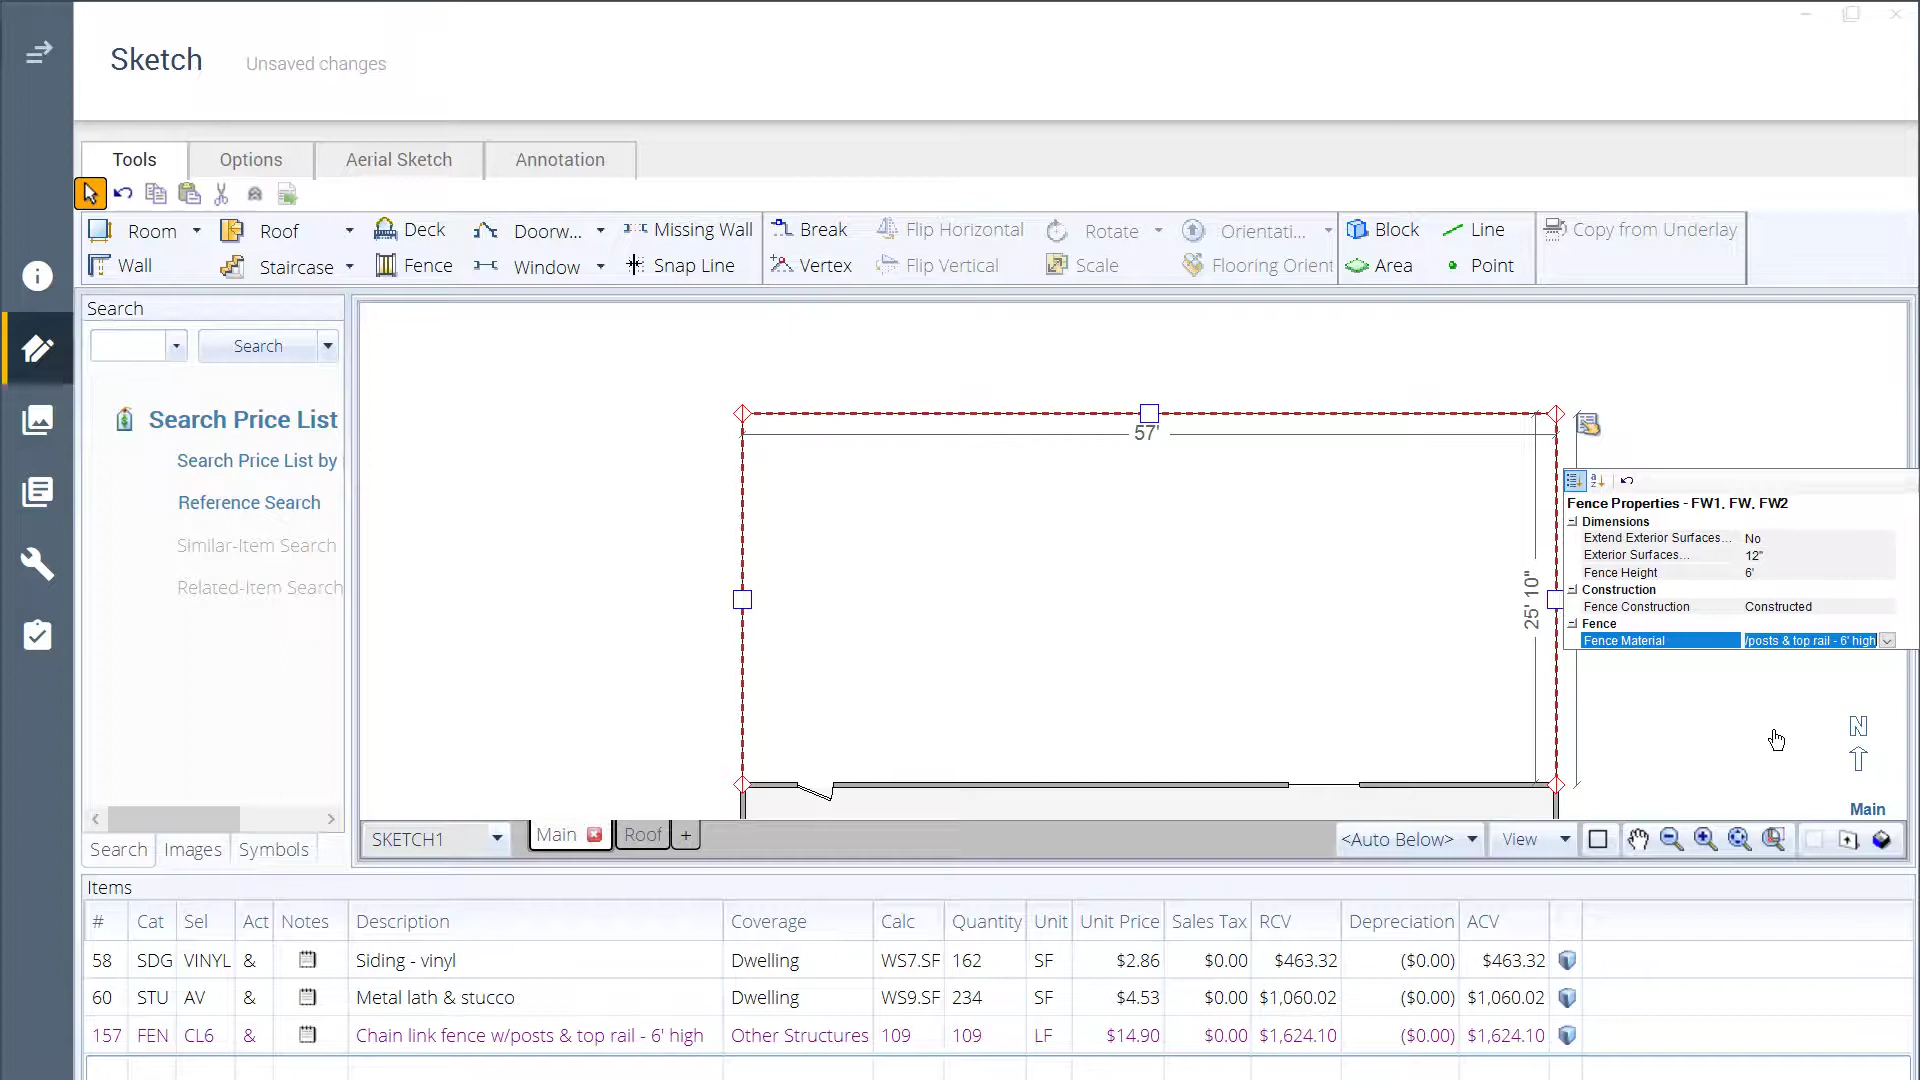 Sketch Unsaved changes
Tools Options Aerial Sketch Annotation
Room Roof Deck Doorw... Missing Wall Break Flip Horizontal Rotate Orientati... Block Line Copy from Underlay
Wall Staircase Fence Window Snap Line Vertex Flip Vertical Scale Flooring Orient Area Point
Search
Search
Search Price List
Search Price List by
Reference Search
Similar-Item Search
Related-Item Search
Search Images Symbols
57'
25' 10"
Fence Properties - FW1, FW, FW2
Dimensions
Extend Exterior Surfaces... No
Exterior Surfaces... 12"
Fence Height 6'
Construction
Fence Construction Constructed
Fence
Fence Material /posts & top rail - 6' high
N
Main
SKETCH1 Main Roof + <Auto Below> View
Items
# Cat Sel Act Notes Description Coverage Calc Quantity Unit Unit Price Sales Tax RCV Depreciation ACV
58 SDG VINYL & Siding - vinyl Dwelling WS7.SF 162 SF $2.86 $0.00 $463.32 ($0.00) $463.32
60 STU AV & Metal lath & stucco Dwelling WS9.SF 234 SF $4.53 $0.00 $1,060.02 ($0.00) $1,060.02
157 FEN CL6 & Chain link fence w/posts & top rail - 6' high Other Structures 109 109 LF $14.90 $0.00 $1,624.10 ($0.00) $1,624.10